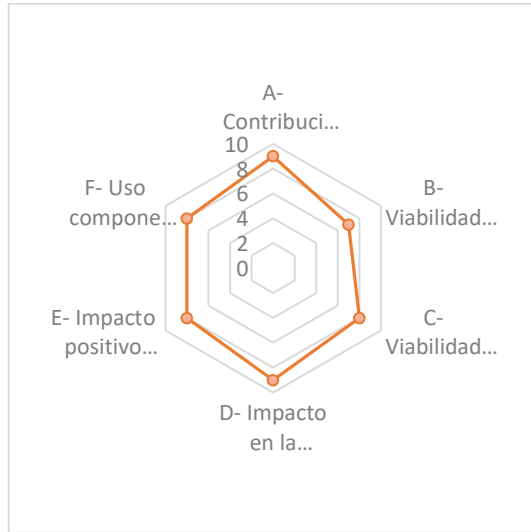 A-
Contribuci...
10
8
6
4
2
0
B-
Viabilidad...
C-
Viabilidad...
D- Impacto
en la...
E- Impacto
positivo...
F- Uso
compone...